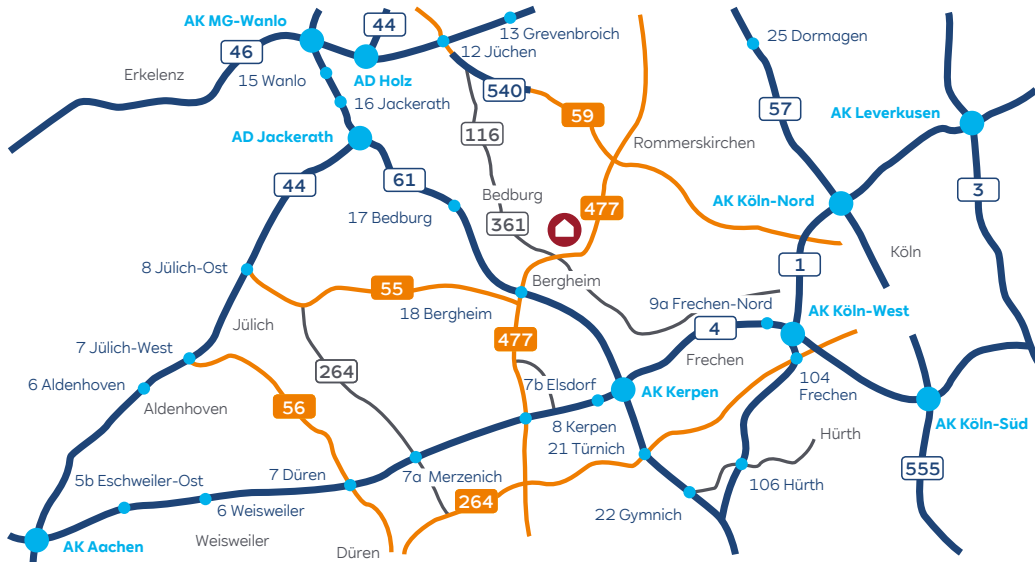 AK MG-Wanlo
44
13 Grevenbroich
25 Dormagen
46
12 Jüchen
Erkelenz
15 Wanlo
AD Holz
540
16 Jackerath
57
59
AK Leverkusen
116
AD Jackerath
Rommerskirchen
44
61
Bedburg
3
AK Köln-Nord
17 Bedburg
361
477
Köln
8 Jülich-Ost
1
55
Bergheim
9a Frechen-Nord
18 Bergheim
AK Köln-West
Jülich
4
477
7 Jülich-West
Frechen
264
104
Frechen
6 Aldenhoven
7b Elsdorf
AK Kerpen
Aldenhoven
56
8 Kerpen
AK Köln-Süd
Hürth
21 Türnich
555
5b Eschweiler-Ost
7 Düren
7a Merzenich
106 Hürth
264
6 Weisweiler
22 Gymnich
AK Aachen
Weisweiler
Düren